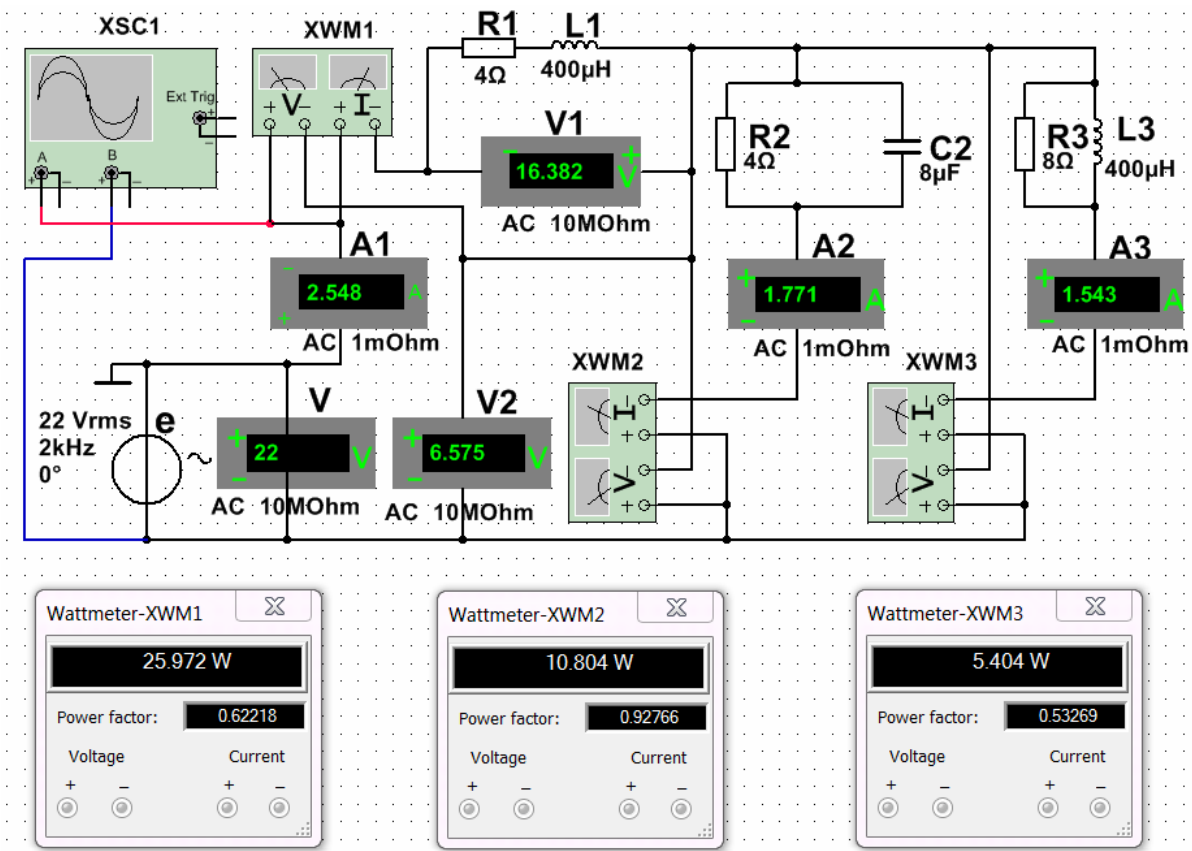 XSC1
XWM1
R1
L1
4Ω
400µH
Ext Trig
+
−
A
B
+ −
+ −
+ V −
+ I −
V1
− +
16.382 V
AC 10MOhm
R2
4Ω
C2
8µF
R3
8Ω
L3
400µH
A1
−
2.548 A
+
AC 1mOhm
A2
+
1.771 A
−
AC 1mOhm
A3
+
1.543 A
−
AC 1mOhm
XWM2
I −
+
V −
+
XWM3
I −
+
V −
+
22 Vrms
2kHz
0°
e
~
V
+
22 V
−
AC 10MOhm
V2
+
6.575 V
−
AC 10MOhm
Wattmeter-XWM1
25.972 W
Power factor: 0.62218
Voltage Current
+ − + −
Wattmeter-XWM2
10.804 W
Power factor: 0.92766
Voltage Current
+ − + −
Wattmeter-XWM3
5.404 W
Power factor: 0.53269
Voltage Current
+ − + −